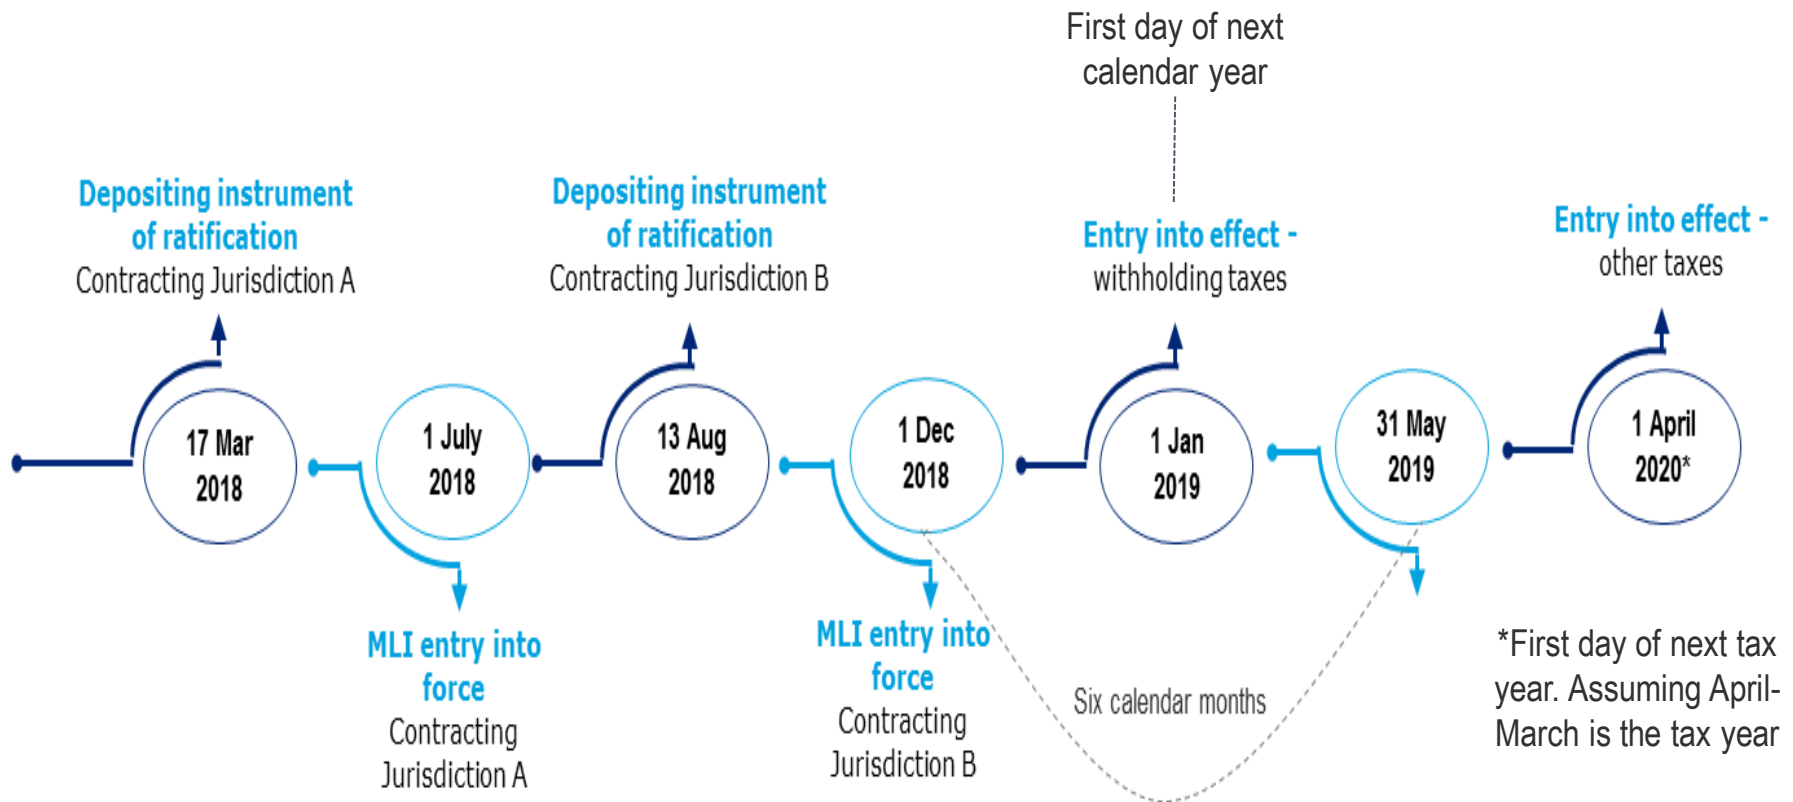 First day of next
calendar year
Depositing instrument
of ratification
Contracting Jurisdiction A
Depositing instrument
of ratification
Contracting Jurisdiction B
Entry into effect -
withholding taxes
Entry into effect -
other taxes
17 Mar
2018
1 July
2018
13 Aug
2018
1 Dec
2018
1 Jan
2019
31 May
2019
1 April
2020*
MLI entry into
force
Contracting
Jurisdiction A
MLI entry into
force
Contracting
Jurisdiction B
Six calendar months
*First day of next tax
year. Assuming April-
March is the tax year